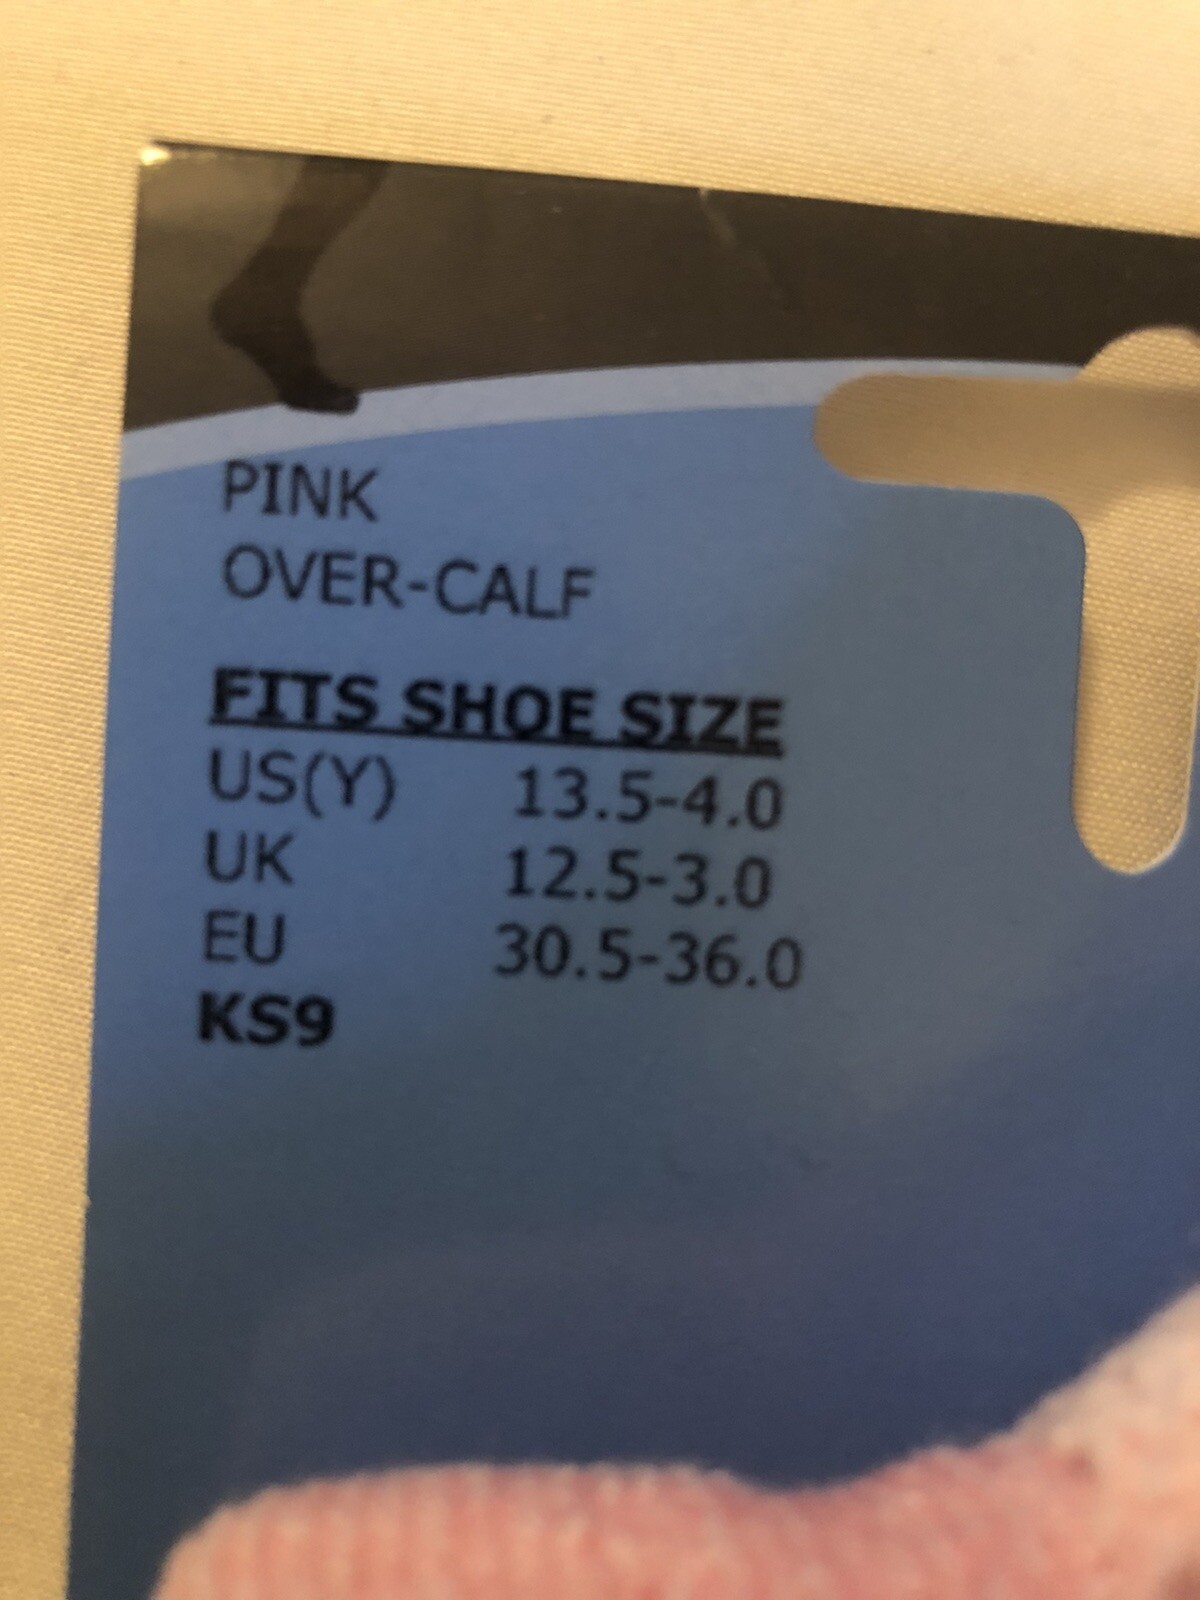 PINK
OVER-CALF
FITS SHOE SIZE
US(Y) 13.5-4.0
UK 12.5-3.0
EU 30.5-36.0
KS9